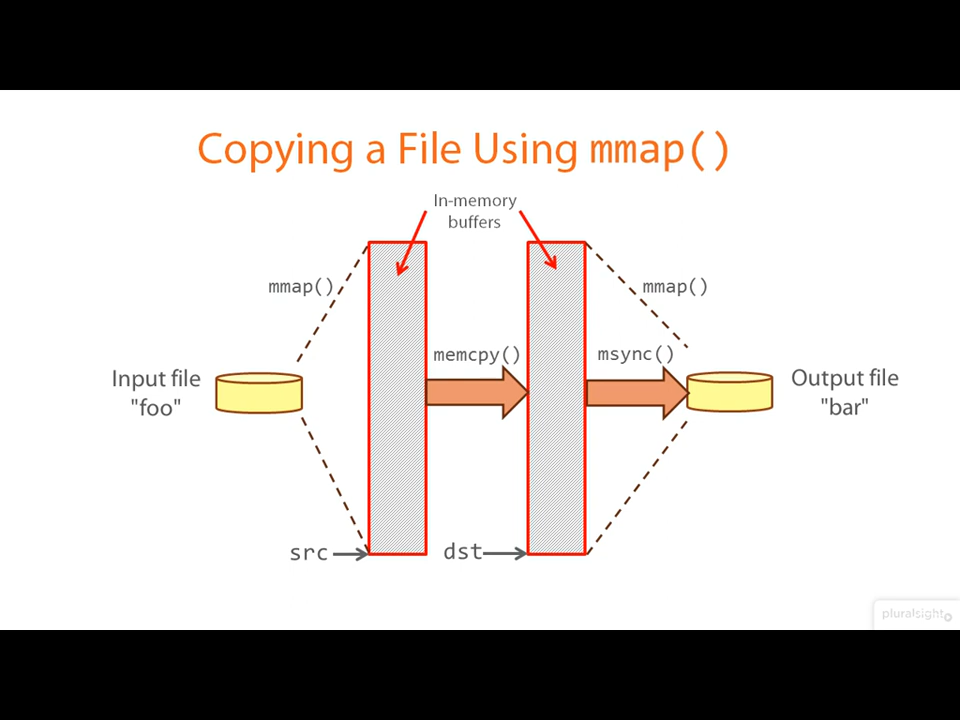 Copying a File Using mmap()
In-memory
buffers
mmap()
mmap()
memcpy()
msync()
Input file
"foo"
Output file
"bar"
src
dst
pluralsight